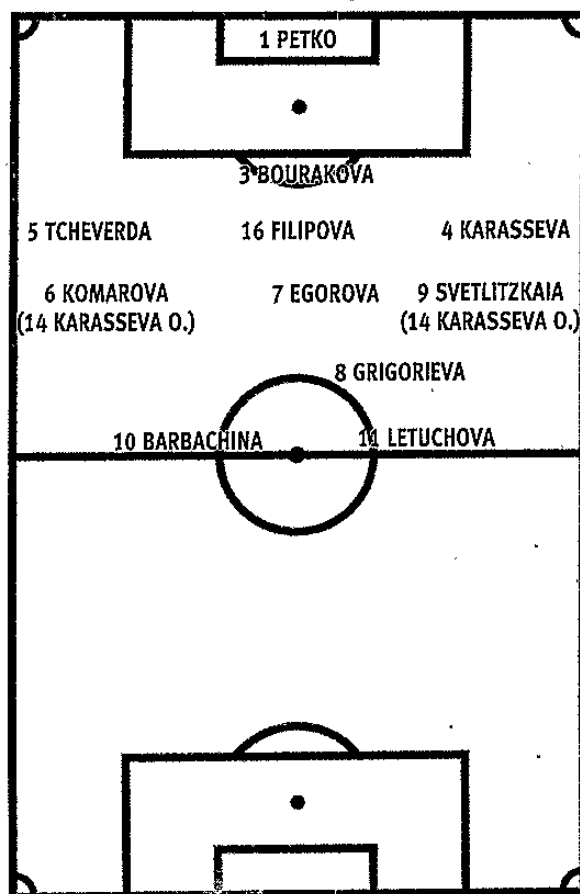 1 PETKO
3 BOURAKOVA
5 TCHEVERDA 16 FILIPOVA 4 KARASSEVA
6 KOMAROVA 7 EGOROVA 9 SVETLITZKAIA
(14 KARASSEVA O.) (14 KARASSEVA O.)
8 GRIGORIEVA
10 BARBACHINA 11 LETUCHOVA